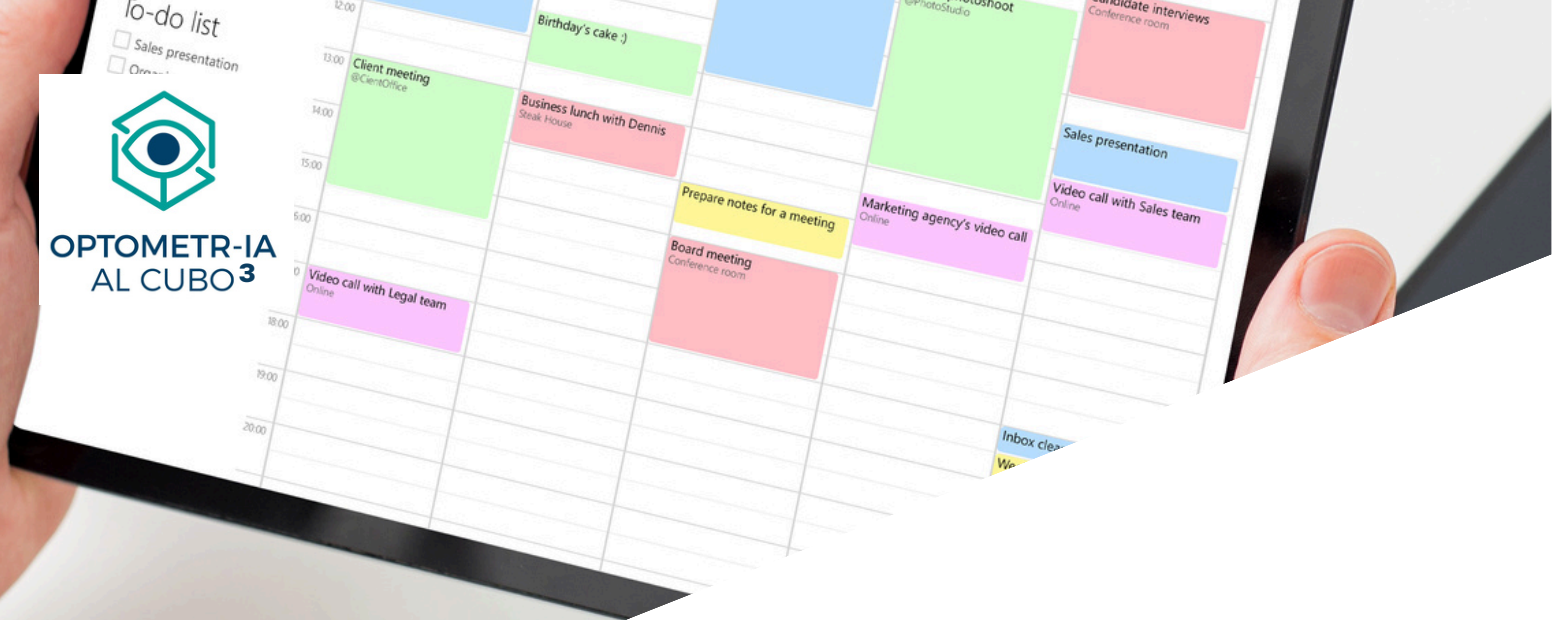 To-do list
Sales presentation
OPTOMETR-IA
AL CUBO³
12:00
13:00
14:00
15:00
18:00
19:00
20:00
Client meeting
@CientOffice
Video call with Legal team
Online
Birthday's cake :)
Business lunch with Dennis
Steak House
Prepare notes for a meeting
Board meeting
Conference room
@PhotoStudio
Marketing agency's video call
Online
interviews
Conference room
Sales presentation
Video call with Sales team
Online
Inbox